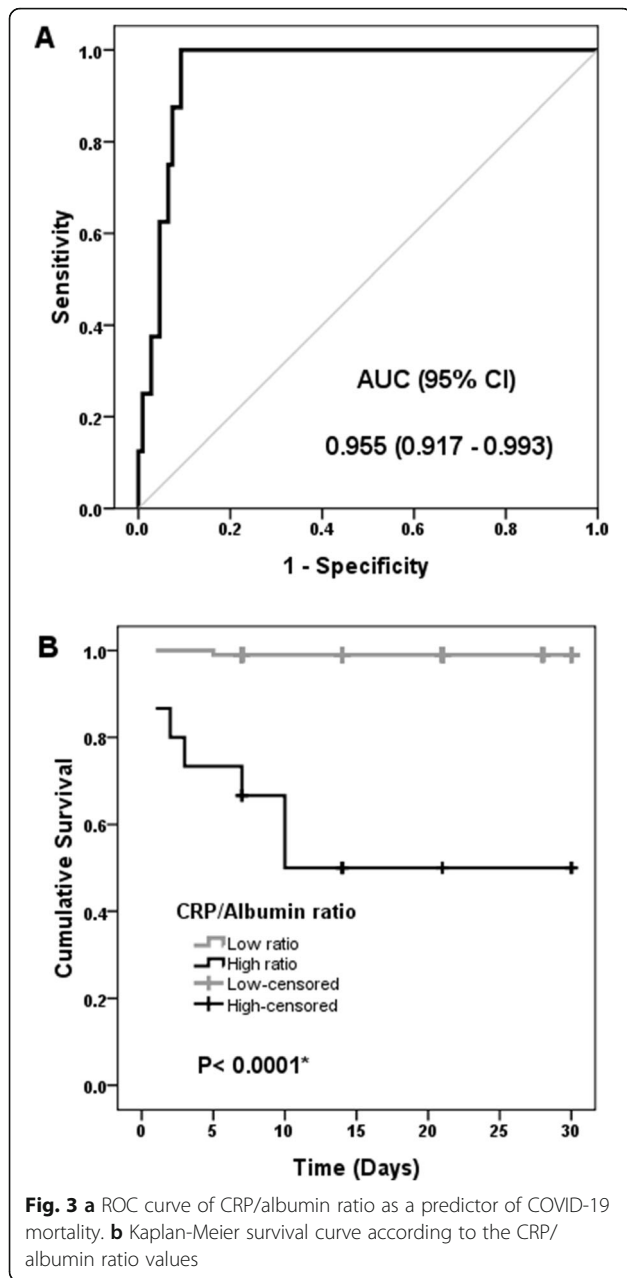 A
1.0
0.8
0.6
0.4
0.2
0.0
Sensitivity
AUC (95% CI)
0.955 (0.917 - 0.993)
0.0 0.2 0.4 0.6 0.8 1.0
1 - Specificity
B
1.0
0.8
0.6
0.4
0.2
0.0
Cumulative Survival
CRP/Albumin ratio
Low ratio
High ratio
Low-censored
High-censored
P< 0.0001*
0 5 10 15 20 25 30
Time (Days)
Fig. 3 a ROC curve of CRP/albumin ratio as a predictor of COVID-19
mortality. b Kaplan-Meier survival curve according to the CRP/
albumin ratio values